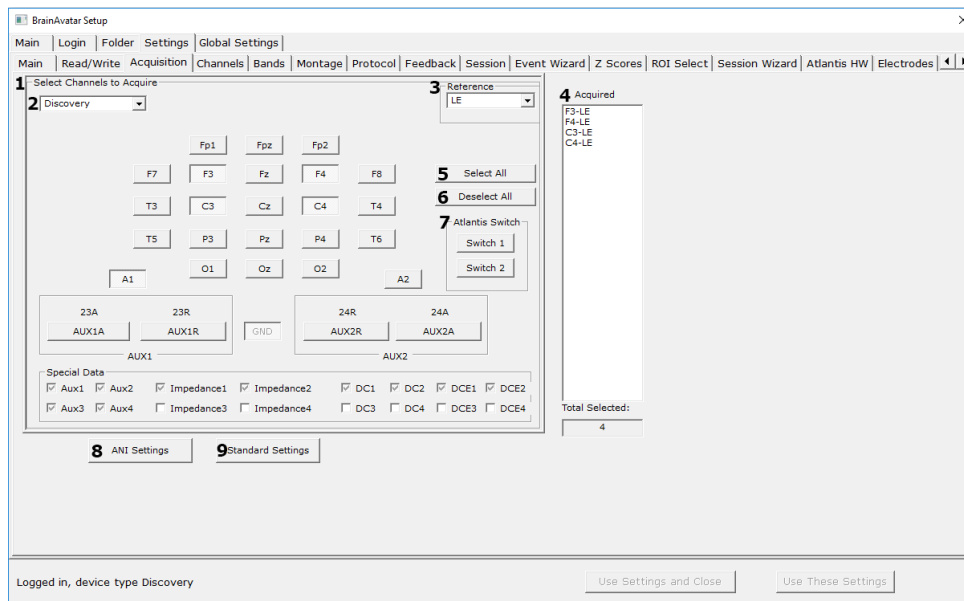 BrainAvatar Setup
Main Login Folder Settings Global Settings
Main Read/Write Acquisition Channels Bands Montage Protocol Feedback Session Event Wizard Z Scores ROI Select Session Wizard Atlantis HW Electrodes
1 Select Channels to Acquire
2 Discovery
3 Reference
LE
4 Acquired
F3-LE
F4-LE
C3-LE
C4-LE
Fp1 Fpz Fp2
F7 F3 Fz F4 F8
5 Select All
6 Deselect All
T3 C3 Cz C4 T4
7 Atlantis Switch
T5 P3 Pz P4 T6
Switch 1
Switch 2
O1 Oz O2
A1 A2
23A 23R 24R 24A
AUX1A AUX1R GND AUX2R AUX2A
AUX1 AUX2
Special Data
Aux1 Aux2 Impedance1 Impedance2 DC1 DC2 DCE1 DCE2
Aux3 Aux4 Impedance3 Impedance4 DC3 DC4 DCE3 DCE4
Total Selected:
4
8 ANI Settings 9 Standard Settings
Logged in, device type Discovery
Use Settings and Close Use These Settings